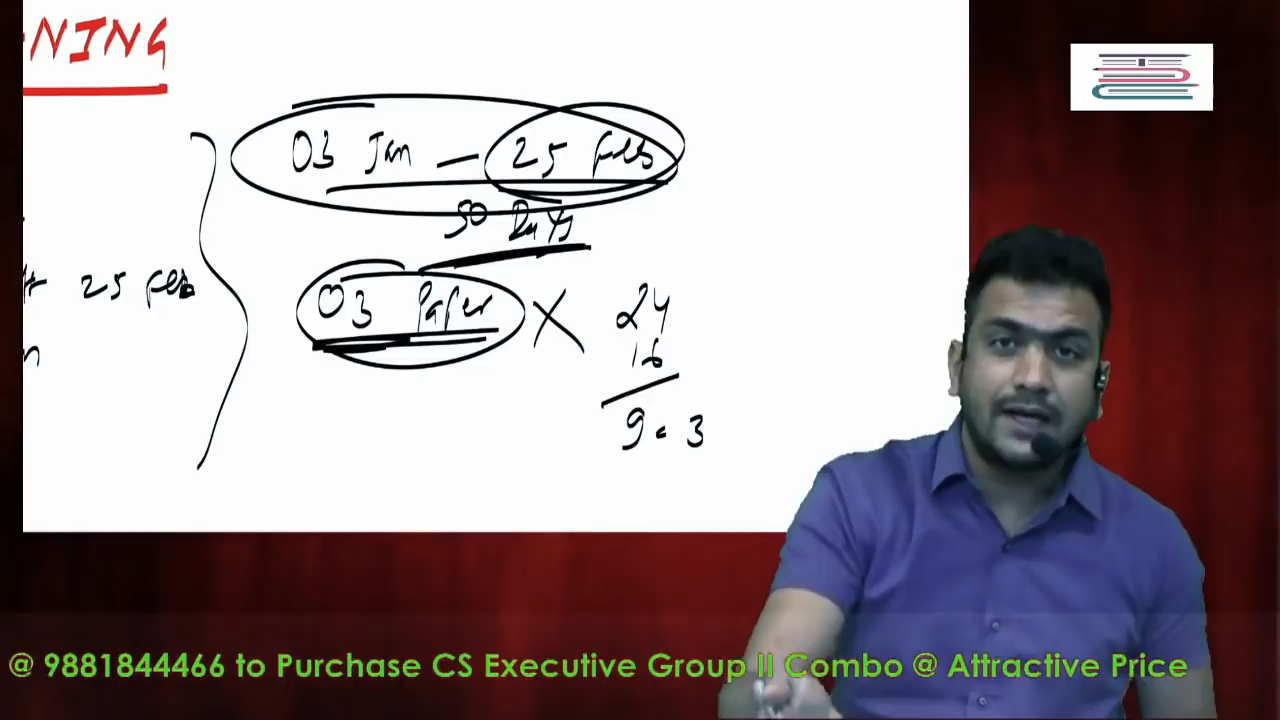 NING
03 Jan – 25 Feb
50 Days
25 Feb
03 Paper X 24
16
9.3
@ 9881844466 to Purchase CS Executive Group II Combo @ Attractive Price